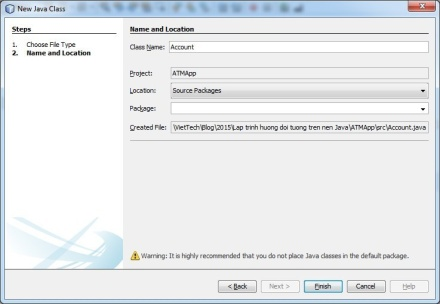 New Java Class
Steps
1. Choose File Type
2. Name and Location
Name and Location
Class Name: Account
Project: ATMApp
Location: Source Packages
Package:
Created File: \VietTech\Blog\2015\Lap trinh huong doi tuong tren nen Java\ATMApp\src\Account.java
Warning: It is highly recommended that you do not place Java classes in the default package.
< Back Next > Finish Cancel Help